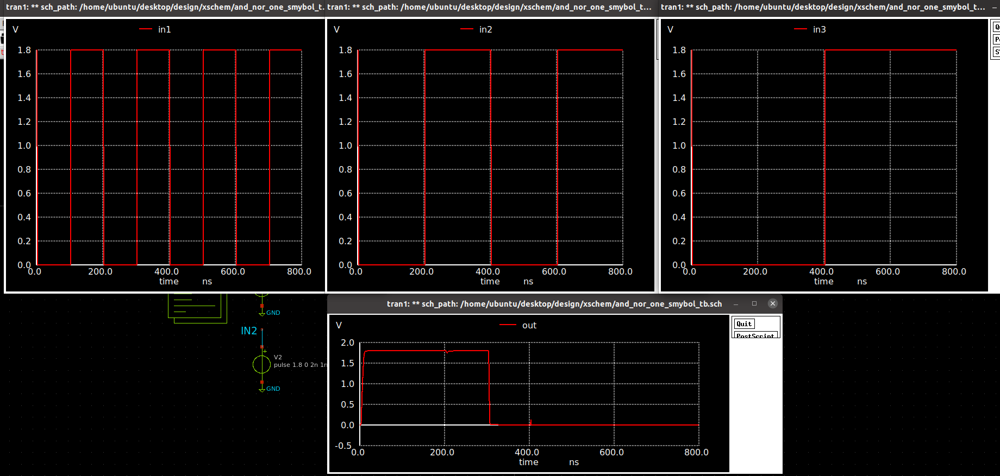 tran1: ** sch_path: /home/ubuntu/desktop/design/xschem/and_nor_one_smybol_t.
tran1: ** sch_path: /home/ubuntu/desktop/design/xschem/and_nor_one_smybol_t...
tran1: ** sch_path: /home/ubuntu/desktop/design/xschem/and_nor_one_smybol_t...
V
in1
1.8
1.6
1.4
1.2
1.0
0.8
0.6
0.4
0.2
0.0
0.0 200.0 400.0 600.0 800.0
time ns
V
in2
1.8
1.6
1.4
1.2
1.0
0.8
0.6
0.4
0.2
0.0
0.0 200.0 400.0 600.0 800.0
time ns
V
in3
1.8
1.6
1.4
1.2
1.0
0.8
0.6
0.4
0.2
0.0
0.0 200.0 400.0 600.0 800.0
time ns
GND
IN2
V2
pulse 1.8 0 2n 1n
GND
tran1: ** sch_path: /home/ubuntu/desktop/design/xschem/and_nor_one_smybol_tb.sch
V
out
2.0
1.5
1.0
0.5
0.0
-0.5
0.0 200.0 400.0 600.0 800.0
time ns
Quit
PostScript